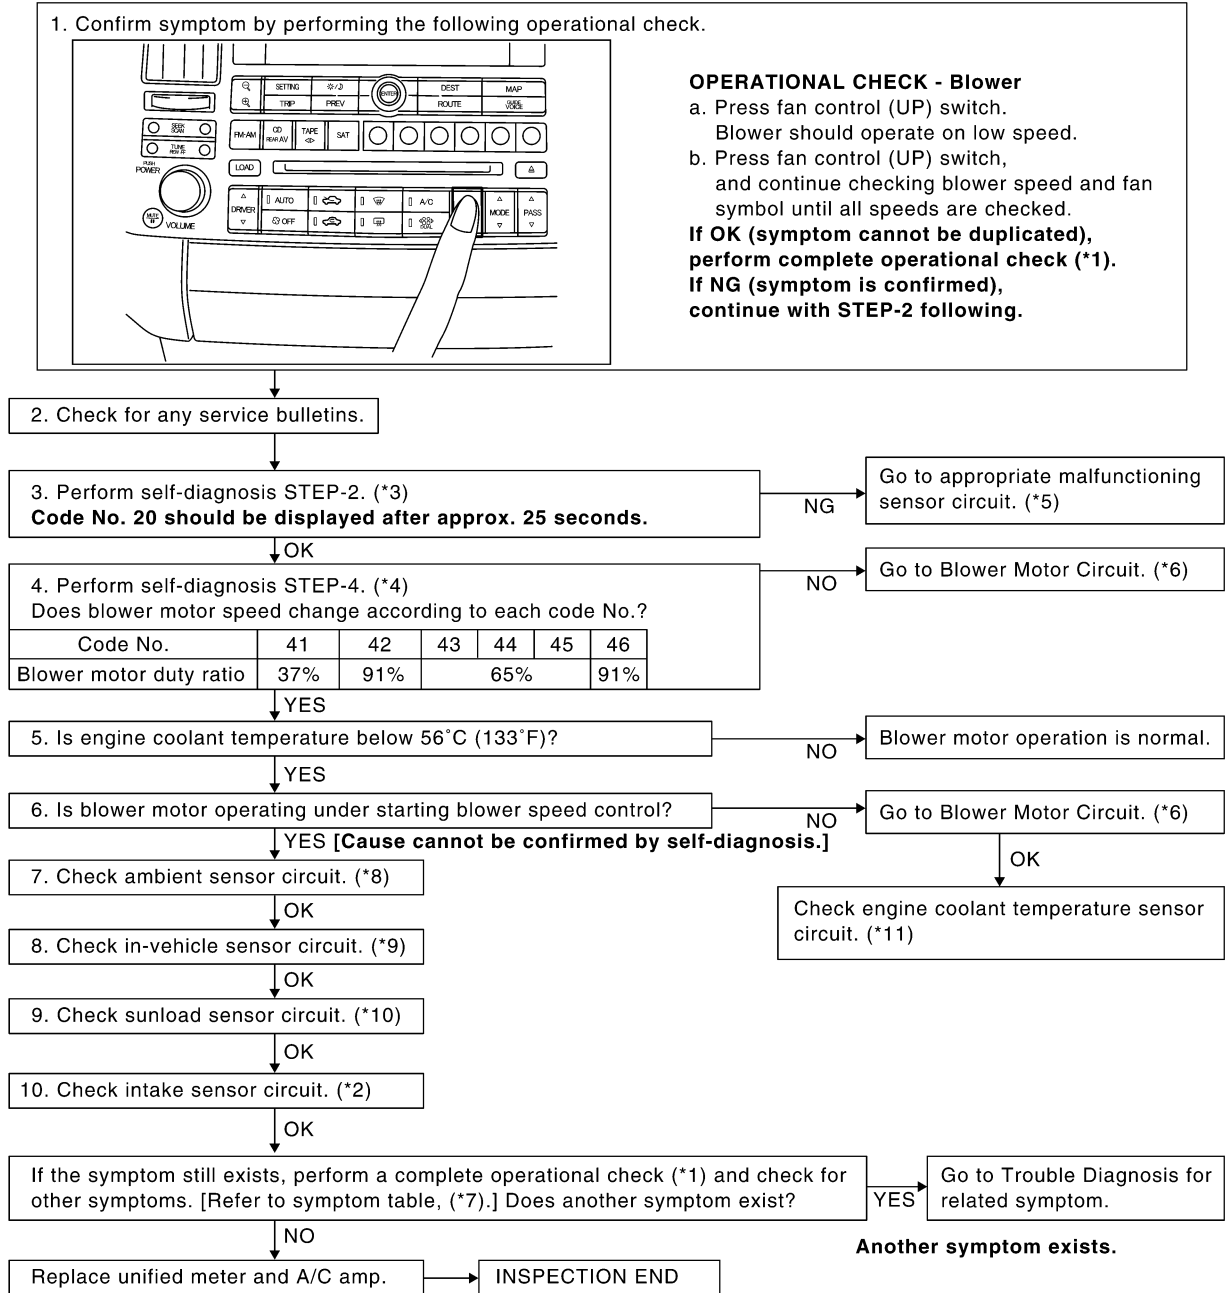 1. Confirm symptom by performing the following operational check.
SETTING
TRIP
PREV
ENTER
DEST
ROUTE
MAP
GUIDE
VOICE
SEEK
SCAN
TUNE
REW FF
FM·AM
CD
REAR AV
TAPE
SAT
PUSH
POWER
LOAD
MUTE
VOLUME
DRIVER
AUTO
OFF
A/C
DUAL
MODE
PASS
OPERATIONAL CHECK - Blower
a. Press fan control (UP) switch.
Blower should operate on low speed.
b. Press fan control (UP) switch,
and continue checking blower speed and fan
symbol until all speeds are checked.
If OK (symptom cannot be duplicated),
perform complete operational check (*1).
If NG (symptom is confirmed),
continue with STEP-2 following.
2. Check for any service bulletins.
3. Perform self-diagnosis STEP-2. (*3)
Code No. 20 should be displayed after approx. 25 seconds.
NG
Go to appropriate malfunctioning
sensor circuit. (*5)
OK
4. Perform self-diagnosis STEP-4. (*4)
Does blower motor speed change according to each code No.?
Code No. 41 42 43 44 45 46
Blower motor duty ratio 37% 91% 65% 91%
NO
Go to Blower Motor Circuit. (*6)
YES
5. Is engine coolant temperature below 56˚C (133˚F)?
NO
Blower motor operation is normal.
YES
6. Is blower motor operating under starting blower speed control?
NO
Go to Blower Motor Circuit. (*6)
OK
Check engine coolant temperature sensor
circuit. (*11)
YES [Cause cannot be confirmed by self-diagnosis.]
7. Check ambient sensor circuit. (*8)
OK
8. Check in-vehicle sensor circuit. (*9)
OK
9. Check sunload sensor circuit. (*10)
OK
10. Check intake sensor circuit. (*2)
OK
If the symptom still exists, perform a complete operational check (*1) and check for
other symptoms. [Refer to symptom table, (*7).] Does another symptom exist?
YES
Go to Trouble Diagnosis for
related symptom.
Another symptom exists.
NO
Replace unified meter and A/C amp.
INSPECTION END